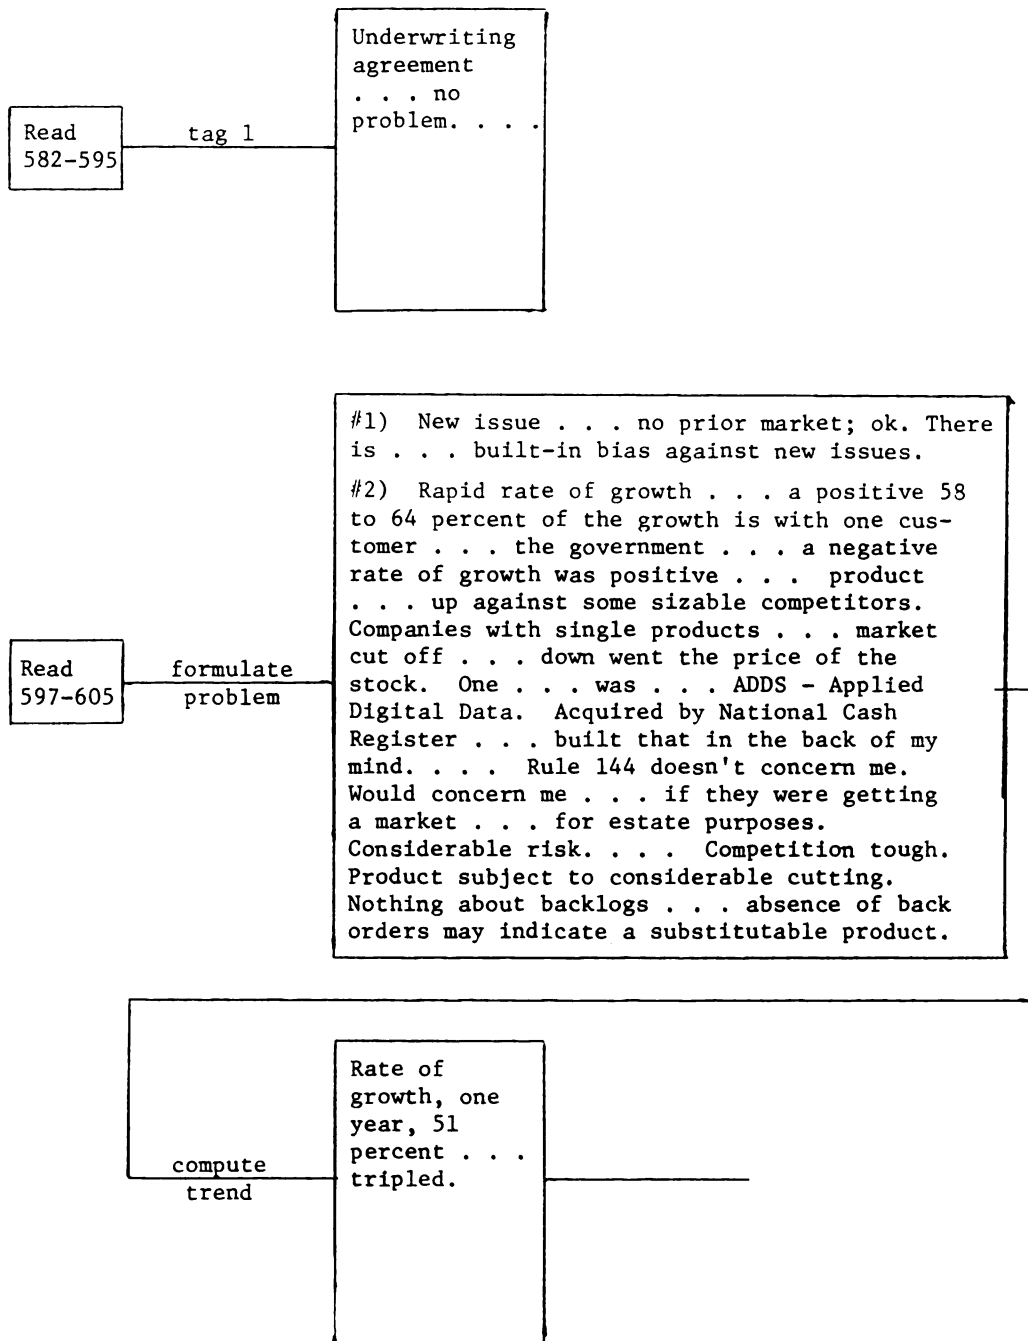 Underwriting
agreement
. . . no
problem. . . .
Read
582-595
tag 1
#1) New issue . . . no prior market; ok. There
is . . . built-in bias against new issues.
#2) Rapid rate of growth . . . a positive 58
to 64 percent of the growth is with one cus-
tomer . . . the government . . . a negative
rate of growth was positive . . . product
. . . up against some sizable competitors.
Companies with single products . . . market
cut off . . . down went the price of the
stock. One . . . was . . . ADDS - Applied
Digital Data. Acquired by National Cash
Register . . . built that in the back of my
mind. . . . Rule 144 doesn't concern me.
Would concern me . . . if they were getting
a market . . . for estate purposes.
Considerable risk. . . . Competition tough.
Product subject to considerable cutting.
Nothing about backlogs . . . absence of back
orders may indicate a substitutable product.
Read
597-605
formulate
problem
Rate of
growth, one
year, 51
percent . . .
tripled.
compute
trend